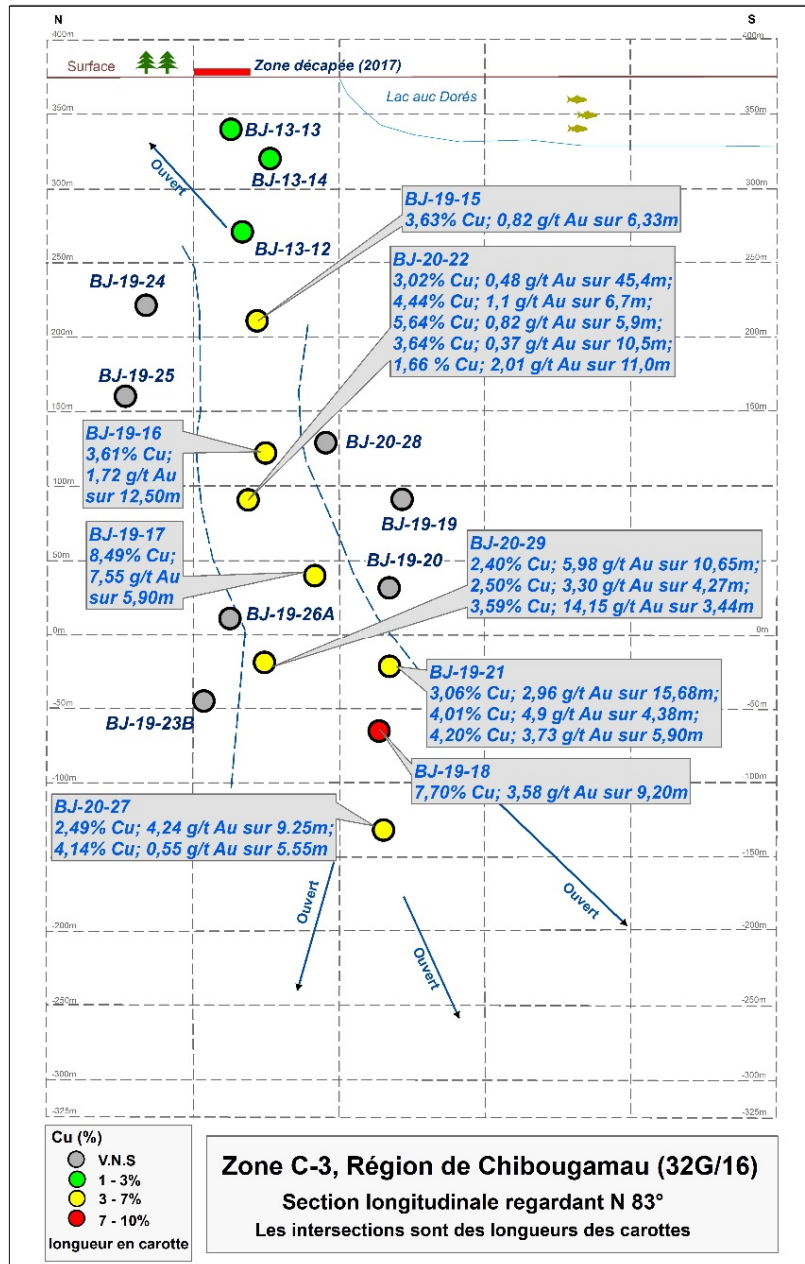 N
S
400m
400m
Surface
Zone décapée (2017)
Lac auc Dorés
350m
350m
BJ-13-13
BJ-13-14
Ouvert
300m
300m
BJ-13-12
BJ-19-15
3,63% Cu; 0,82 g/t Au sur 6,33m
250m
250m
BJ-20-22
3,02% Cu; 0,48 g/t Au sur 45,4m;
4,44% Cu; 1,1 g/t Au sur 6,7m;
5,64% Cu; 0,82 g/t Au sur 5,9m;
3,64% Cu; 0,37 g/t Au sur 10,5m;
1,66 % Cu; 2,01 g/t Au sur 11,0m
BJ-19-24
200m
200m
BJ-19-25
150m
150m
BJ-19-16
3,61% Cu;
1,72 g/t Au
sur 12,50m
BJ-20-28
100m
100m
BJ-19-19
BJ-19-17
8,49% Cu;
7,55 g/t Au
sur 5,90m
BJ-19-20
50m
50m
BJ-20-29
2,40% Cu; 5,98 g/t Au sur 10,65m;
2,50% Cu; 3,30 g/t Au sur 4,27m;
3,59% Cu; 14,15 g/t Au sur 3,44m
BJ-19-26A
0m
0m
BJ-19-21
3,06% Cu; 2,96 g/t Au sur 15,68m;
4,01% Cu; 4,9 g/t Au sur 4,38m;
4,20% Cu; 3,73 g/t Au sur 5,90m
-50m
-50m
BJ-19-23B
BJ-19-18
7,70% Cu; 3,58 g/t Au sur 9,20m
-100m
-100m
BJ-20-27
2,49% Cu; 4,24 g/t Au sur 9.25m;
4,14% Cu; 0,55 g/t Au sur 5.55m
-150m
-150m
Ouvert
Ouvert
Ouvert
-200m
-200m
-250m
-250m
-300m
-300m
-325m
-325m
Cu (%)
V.N.S
1 - 3%
3 - 7%
7 - 10%
longueur en carotte
Zone C-3, Région de Chibougamau (32G/16)
Section longitudinale regardant N 83°
Les intersections sont des longueurs des carottes